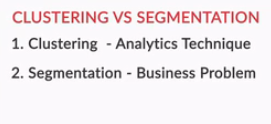 CLUSTERING VS SEGMENTATION
1. Clustering - Analytics Technique
2. Segmentation - Business Problem